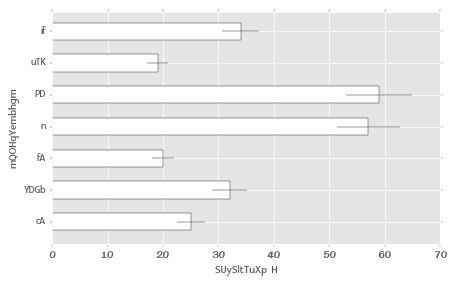 mQOHqYembhgm
if
uTK
PD
n
fA
YDGb
cA
0 10 20 30 40 50 60 70
SUySltTuXp H